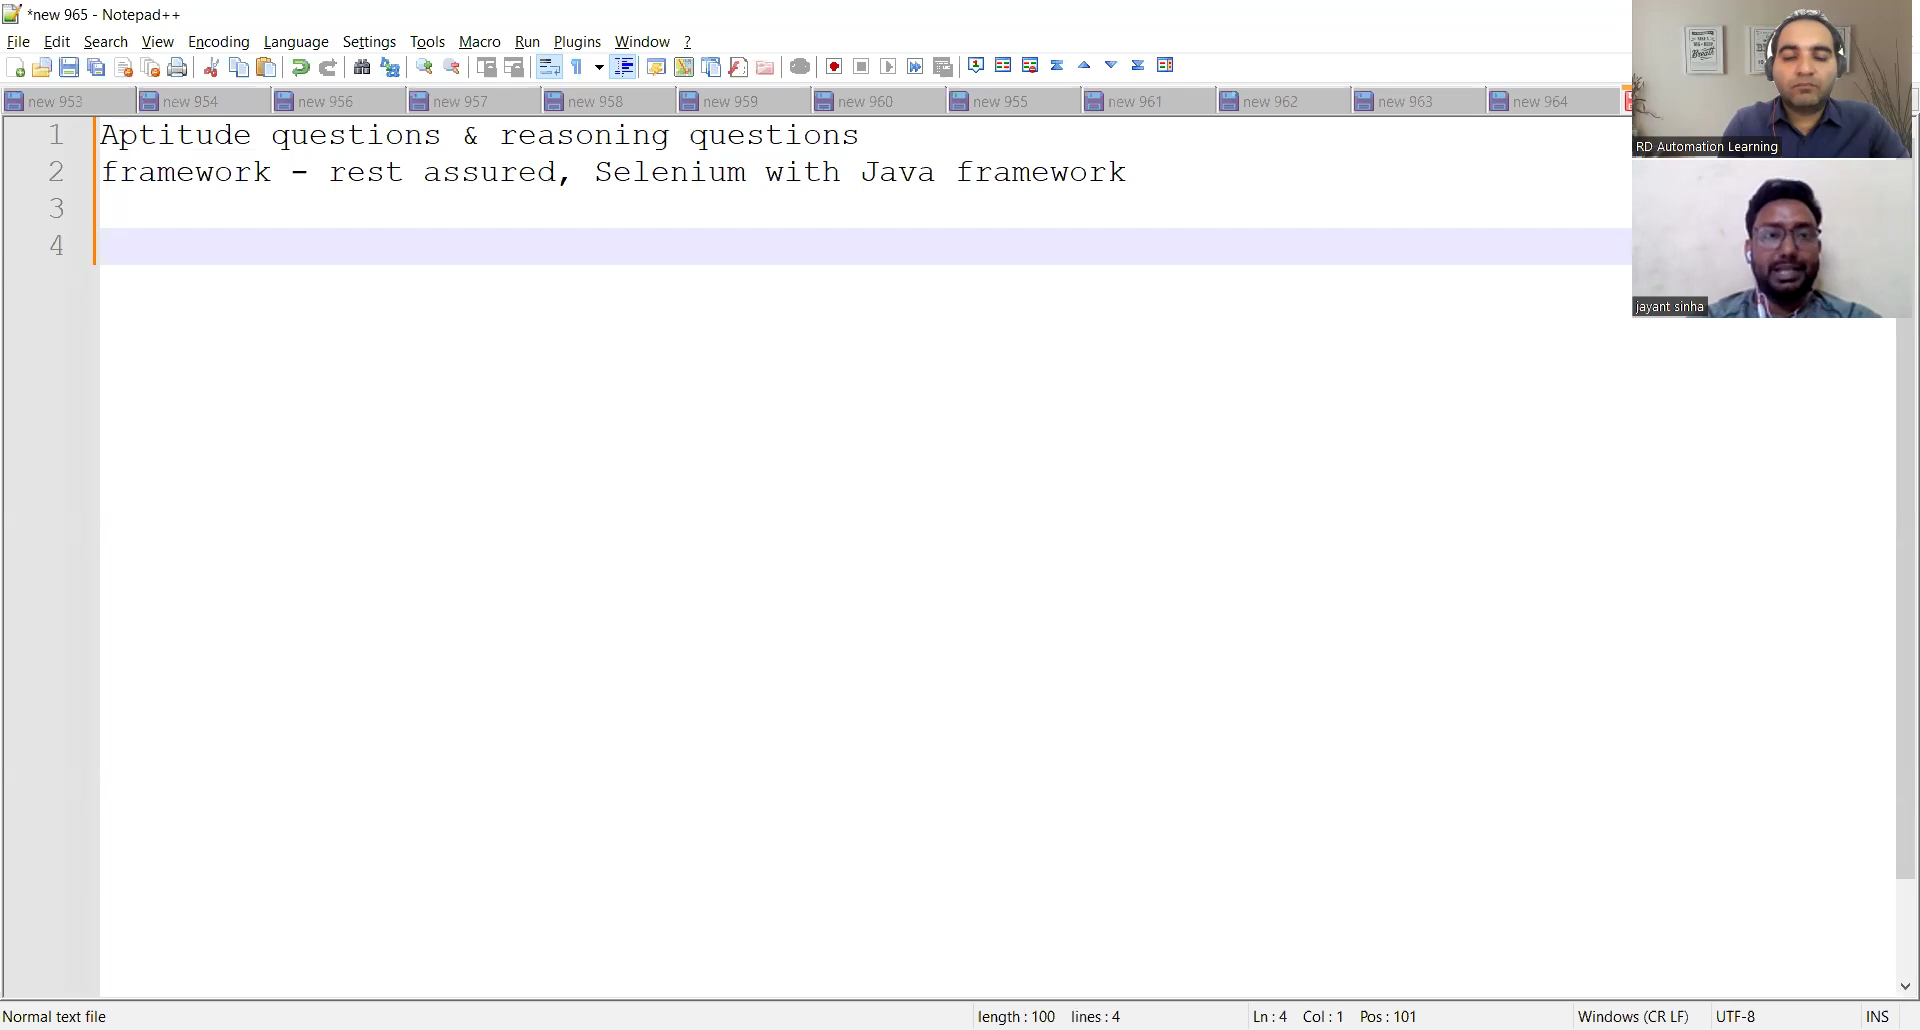 *new 965 - Notepad++
File Edit Search View Encoding Language Settings Tools Macro Run Plugins Window ?
new 953 new 954 new 956 new 957 new 958 new 959 new 960 new 955 new 961 new 962 new 963 new 964
1 Aptitude questions & reasoning questions
2 framework - rest assured, Selenium with Java framework
3
4
RD Automation Learning
jayant sinha
Normal text file length : 100 lines : 4 Ln : 4 Col : 1 Pos : 101 Windows (CR LF) UTF-8 INS